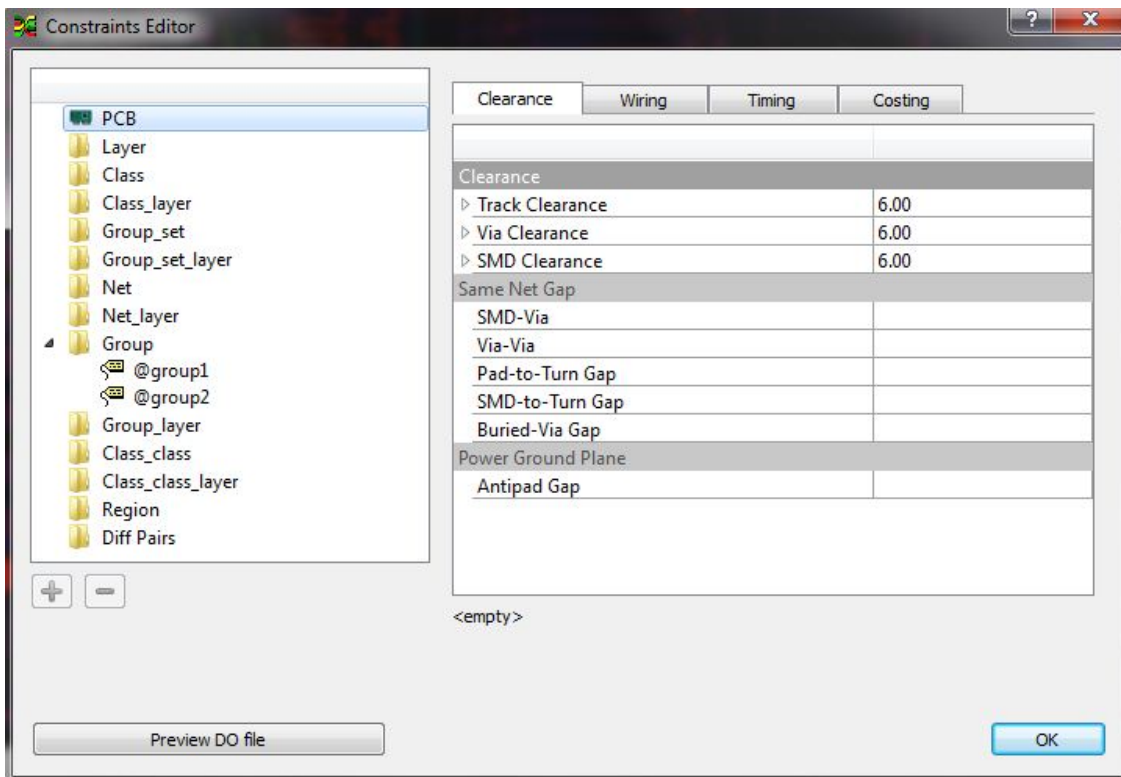 Constraints Editor
?
X
PCB
Layer
Class
Class_layer
Group_set
Group_set_layer
Net
Net_layer
Group
@group1
@group2
Group_layer
Class_class
Class_class_layer
Region
Diff Pairs
Preview DO file
Clearance Wiring Timing Costing
Clearance
Track Clearance 6.00
Via Clearance 6.00
SMD Clearance 6.00
Same Net Gap
SMD-Via
Via-Via
Pad-to-Turn Gap
SMD-to-Turn Gap
Buried-Via Gap
Power Ground Plane
Antipad Gap
<empty>
OK